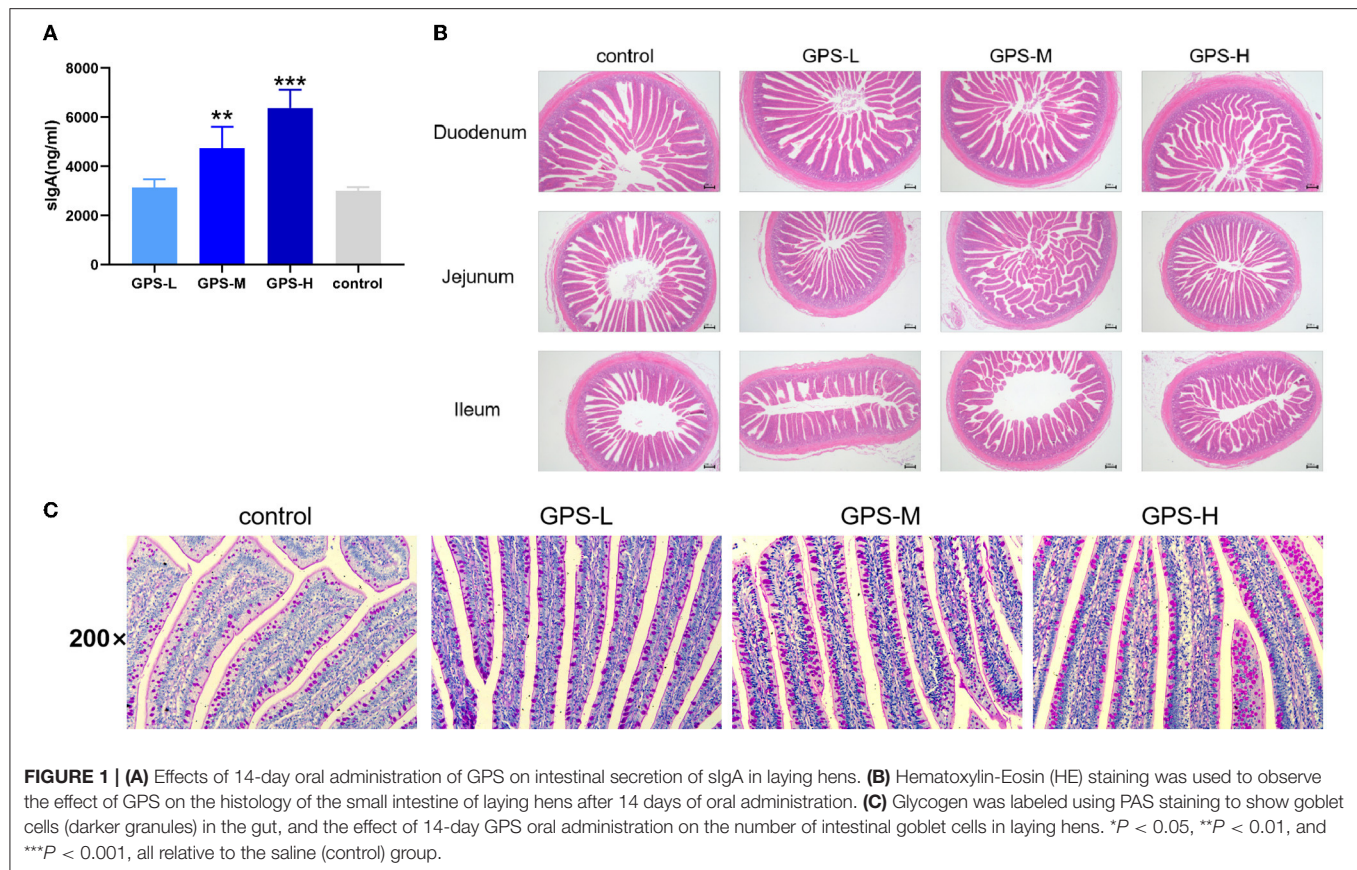 A
8000
6000
4000
2000
0
sIgA(ng/ml)
**
***
GPS-L GPS-M GPS-H control
B
control GPS-L GPS-M GPS-H
Duodenum
Jejunum
Ileum
C
control GPS-L GPS-M GPS-H
200×
FIGURE 1 | (A) Effects of 14-day oral administration of GPS on intestinal secretion of sIgA in laying hens. (B) Hematoxylin-Eosin (HE) staining was used to observe
the effect of GPS on the histology of the small intestine of laying hens after 14 days of oral administration. (C) Glycogen was labeled using PAS staining to show goblet
cells (darker granules) in the gut, and the effect of 14-day GPS oral administration on the number of intestinal goblet cells in laying hens. *P < 0.05, **P < 0.01, and
***P < 0.001, all relative to the saline (control) group.